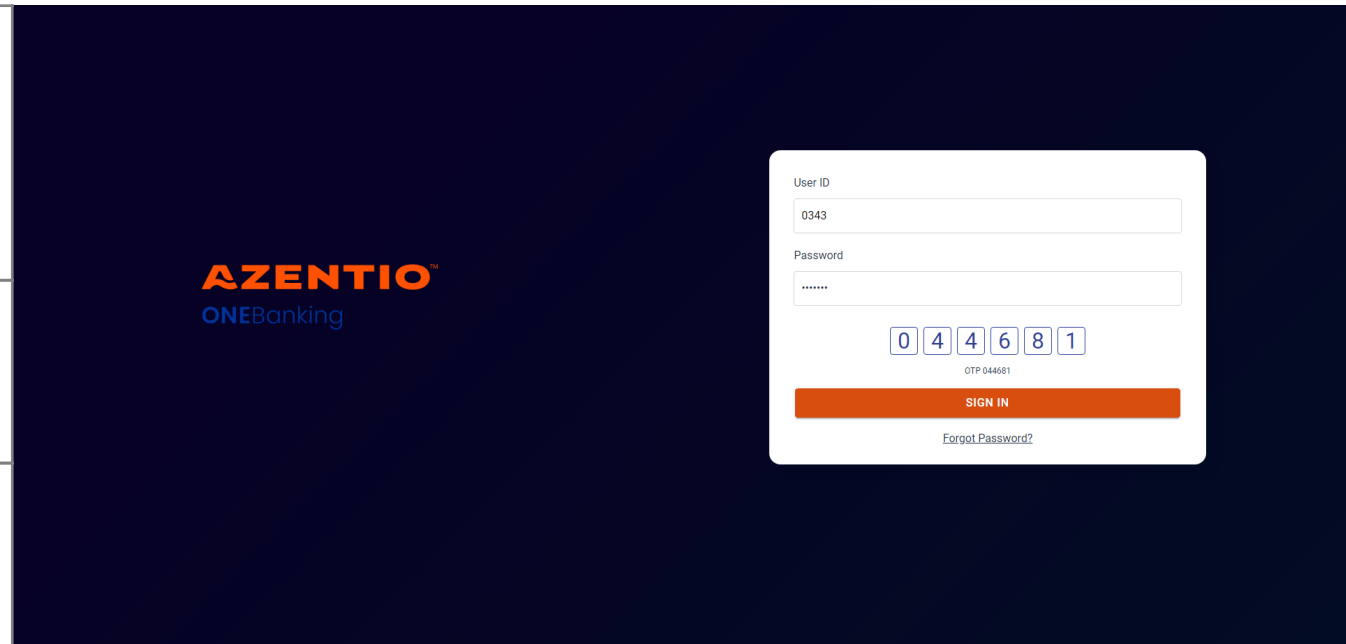 AZENTIO™
ONEBanking
User ID
0343
Password
•••••••
0 4 4 6 8 1
OTP 044681
SIGN IN
Forgot Password?